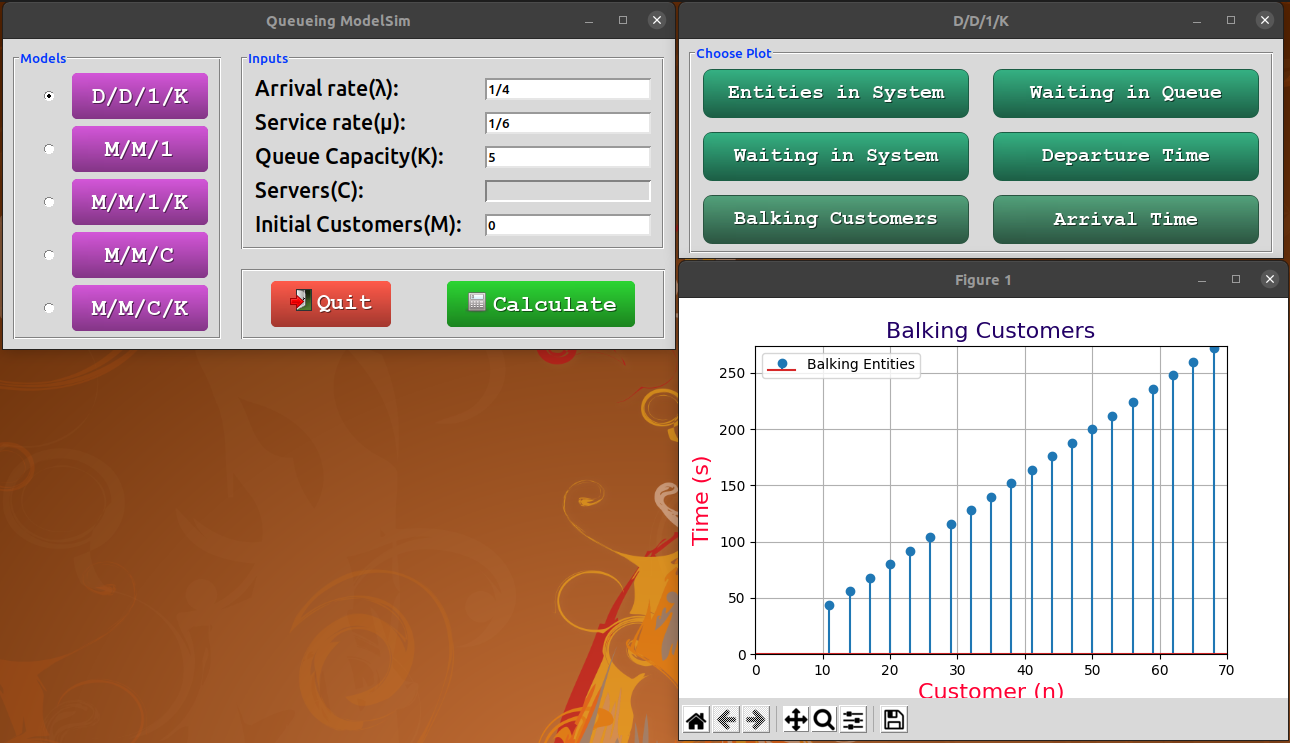 Queueing ModelSim
Models
D/D/1/K
M/M/1
M/M/1/K
M/M/C
M/M/C/K
Inputs
Arrival rate(λ): 1/4
Service rate(μ): 1/6
Queue Capacity(K): 5
Servers(C):
Initial Customers(M): 0
Quit Calculate
D/D/1/K
Choose Plot
Entities in System Waiting in Queue
Waiting in System Departure Time
Balking Customers Arrival Time
Figure 1
Balking Customers
Balking Entities
Time (s)
250
200
150
100
50
0
0 10 20 30 40 50 60 70
Customer (n)